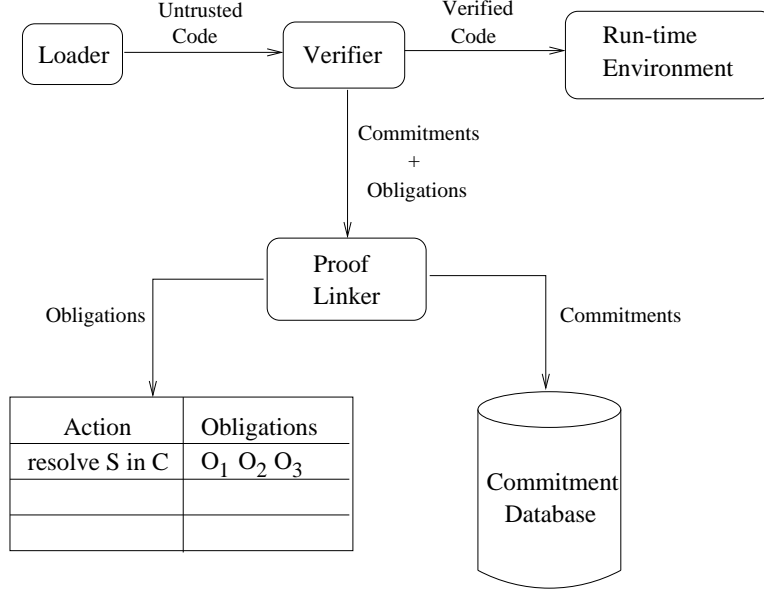 Untrusted
Code
Verified
Code
Loader
Verifier
Run-time
Environment
Commitments
+
Obligations
Proof
Linker
Obligations
Commitments
Action Obligations
resolve S in C O1 O2 O3
Commitment
Database